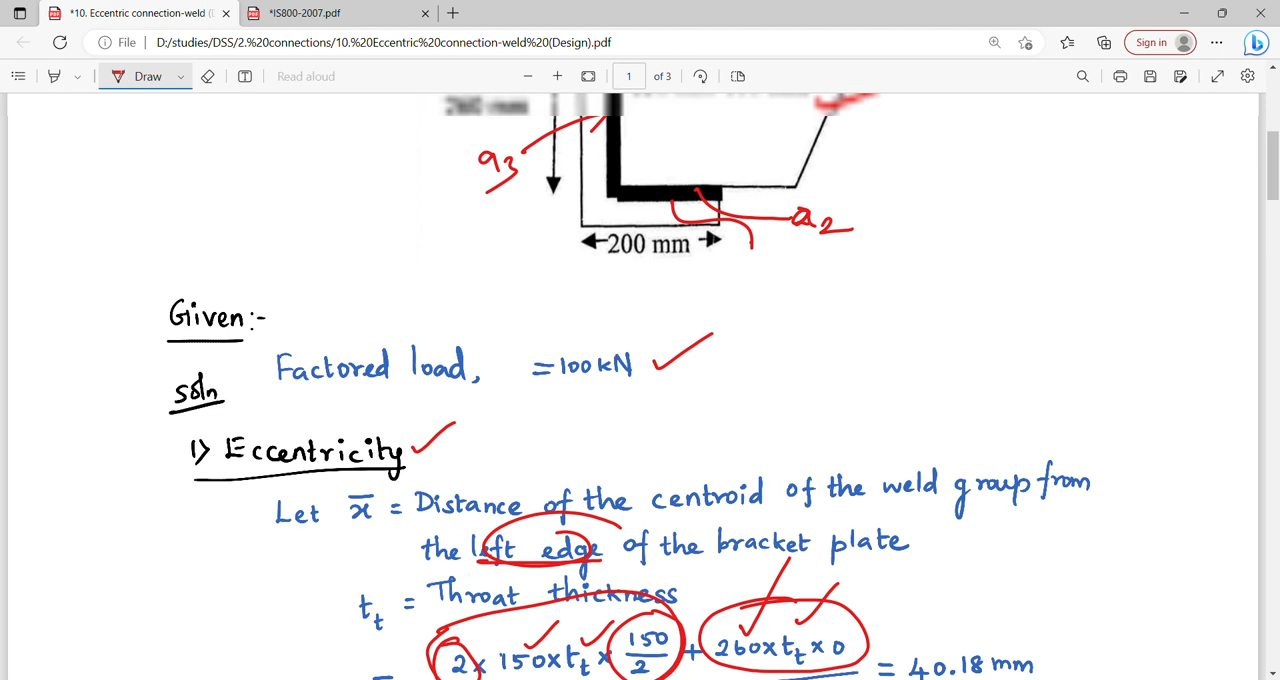 *10. Eccentric connection-weld (
*IS800-2007.pdf
File D:/studies/DSS/2.%20connections/10.%20Eccentric%20connection-weld%20(Design).pdf
Sign in
Draw
Read aloud
1 of 3
260 mm
a3
a2
200 mm
Given:-
Factored load, = 100 kN
Soln
1) Eccentricity
Let x̄ = Distance of the centroid of the weld group from
the left edge of the bracket plate
tt = Throat thickness
2 × 150 × tt × 150/2 + 260 × tt × 0
= 40.18 mm